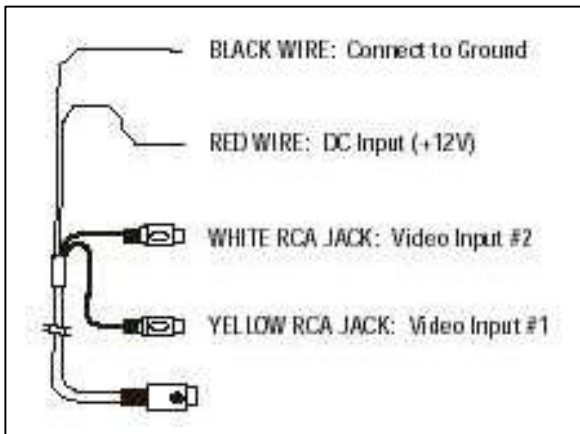 BLACK WIRE: Connect to Ground
RED WIRE: DC Input (+12V)
WHITE RCA JACK: Video Input #2
YELLOW RCA JACK: Video Input #1